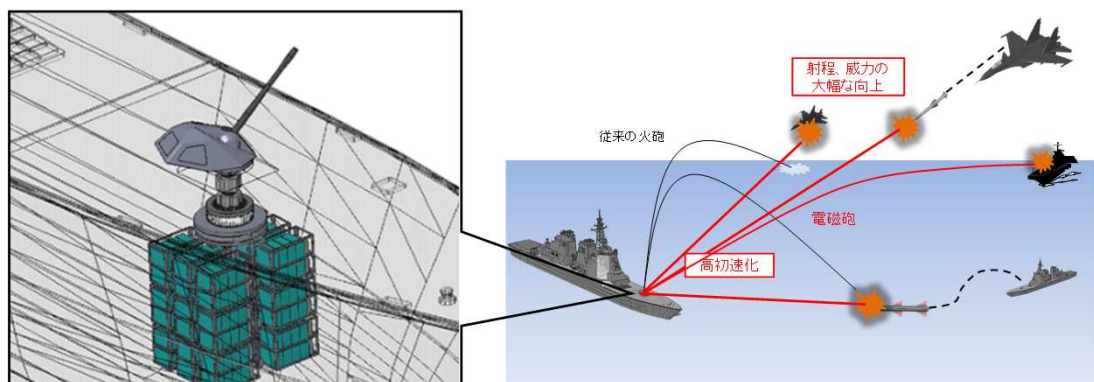 射程、威力の
大幅な向上
従来の火砲
電磁砲
高初速化